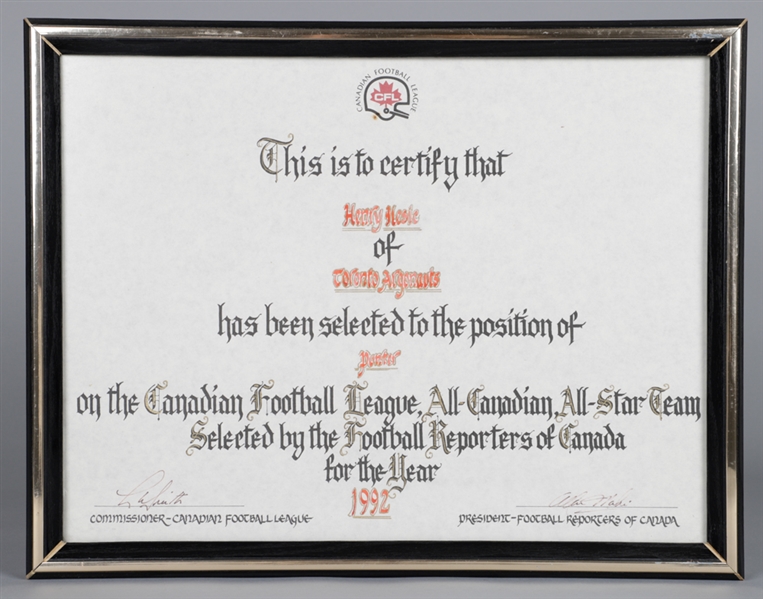 CANADIAN FOOTBALL LEAGUE
CFL
This is to certify that
Henry Neole
of
Toronto Argonauts
has been selected to the position of
Punter
on the Canadian Football League, All-Canadian, All-Star Team
Selected by the Football Reporters of Canada
for the Year
1992
COMMISSIONER-CANADIAN FOOTBALL LEAGUE
PRESIDENT-FOOTBALL REPORTERS OF CANADA